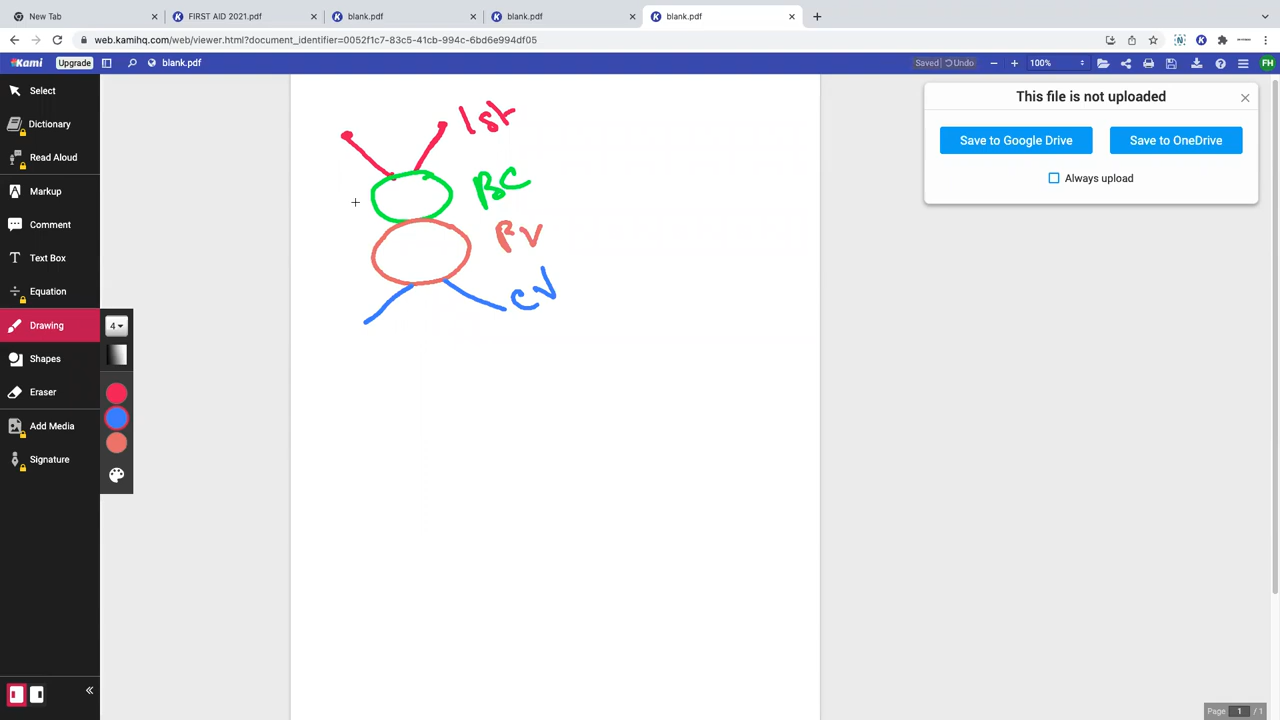 New Tab
FIRST AID 2021.pdf
blank.pdf
blank.pdf
blank.pdf
web.kamihq.com/web/viewer.html?document_identifier=0052f1c7-83c5-41cb-994c-6bd6e994df05
Kami Upgrade blank.pdf Saved Undo 100% FH
Select
Dictionary
Read Aloud
Markup
Comment
Text Box
Equation
Drawing
Shapes
Eraser
Add Media
Signature
4
1st
BC
RV
CV
This file is not uploaded
Save to Google Drive Save to OneDrive
Always upload
Page 1 / 1